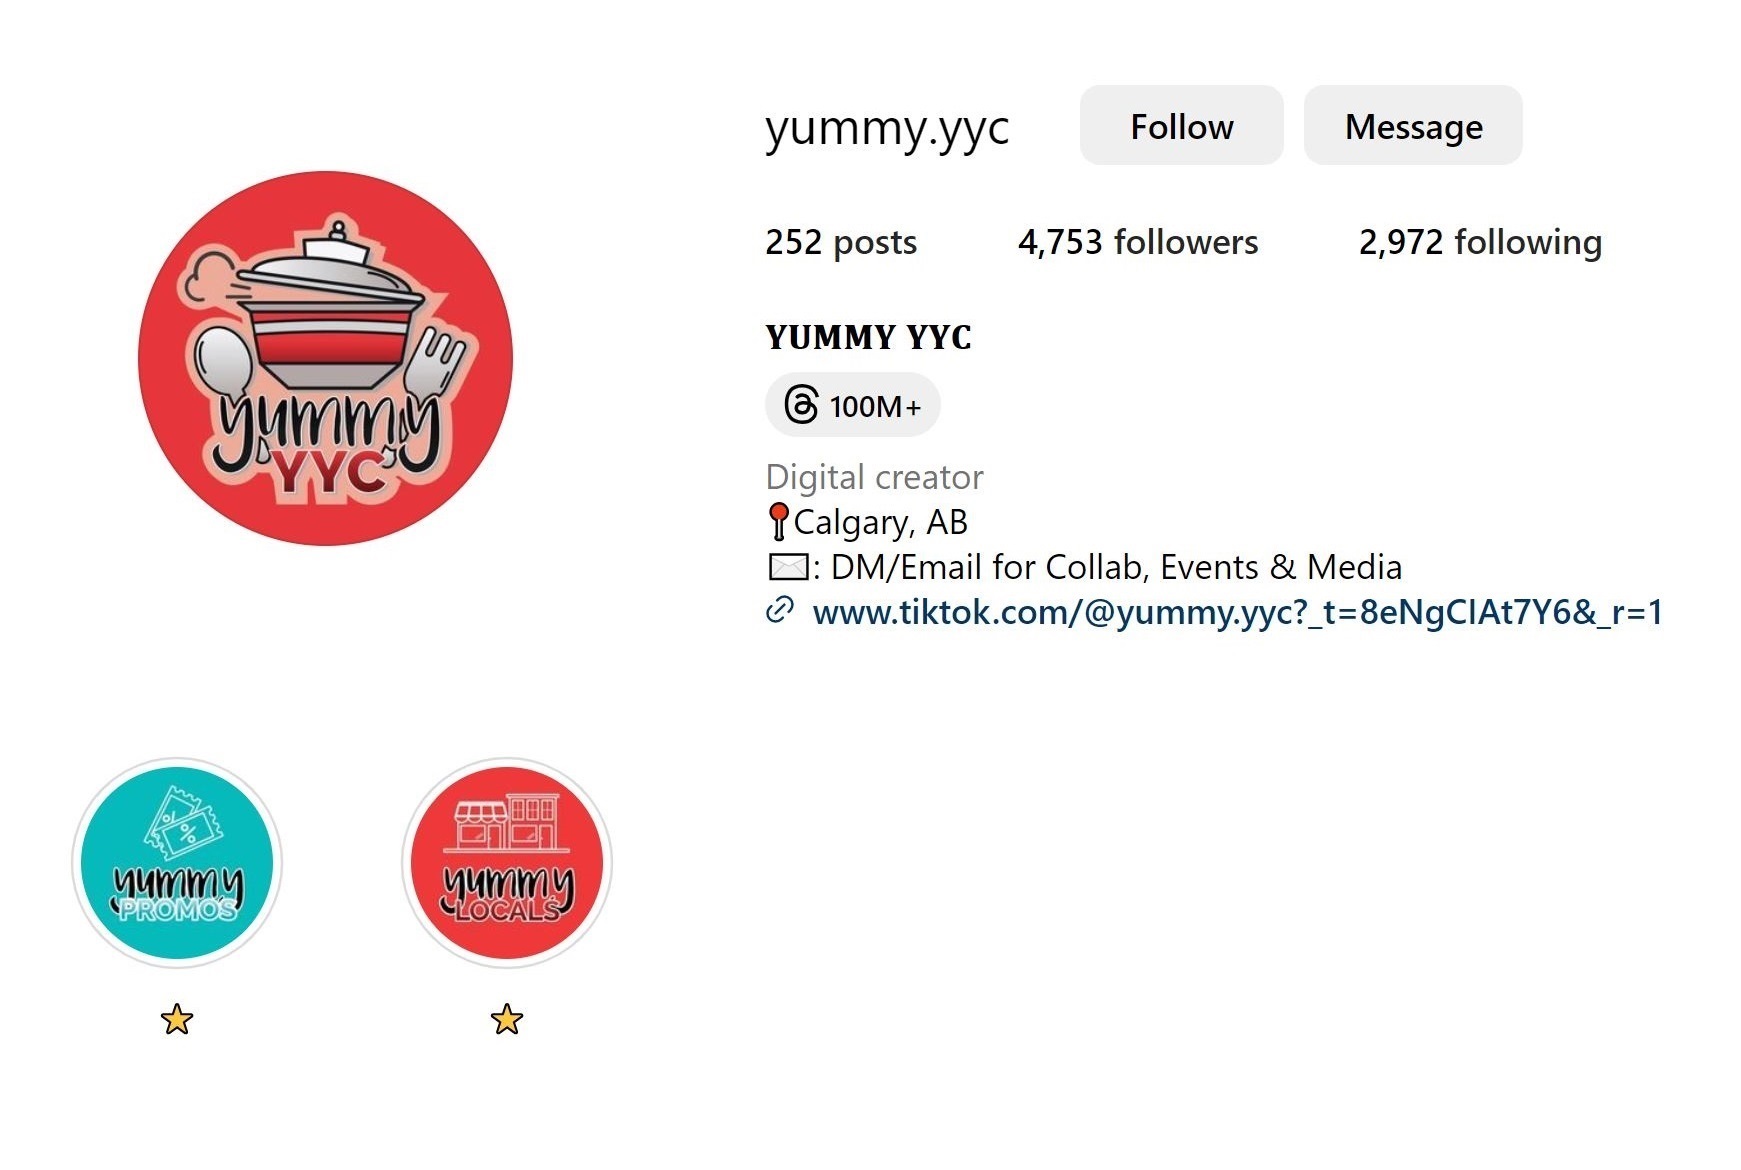 yummy.yyc Follow Message
252 posts 4,753 followers 2,972 following
YUMMY YYC
100M+
Digital creator
📍Calgary, AB
✉️: DM/Email for Collab, Events & Media
www.tiktok.com/@yummy.yyc?_t=8eNgCIAt7Y6&_r=1
yummy
YYC
yummy
PROMOS
yummy
LOCALS